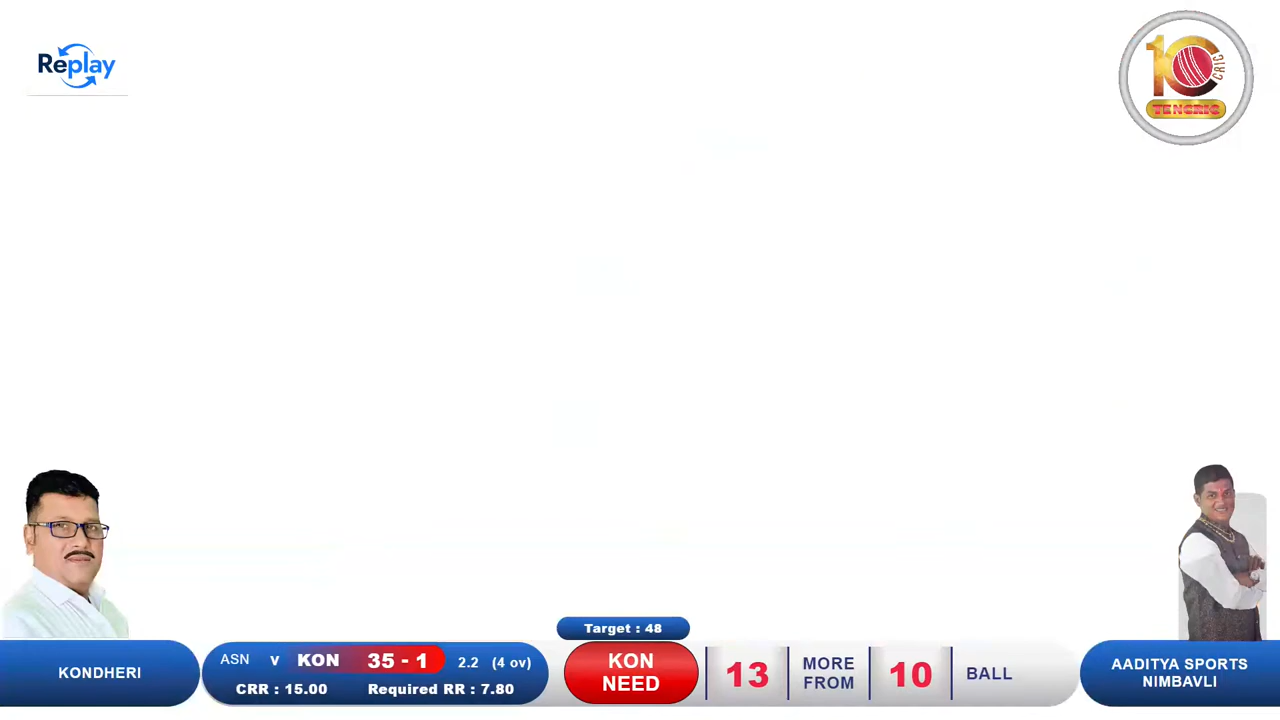 Replay
10 CRIC
TENCRIC
Target : 48
KONDHERI
ASN v KON 35 - 1 2.2 (4 ov)
CRR : 15.00 Required RR : 7.80
KON NEED
13
MORE FROM
10
BALL
AADITYA SPORTS
NIMBAVLI